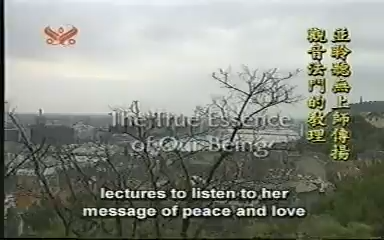 並聆聽無上師傳揚
觀音法門的教理
The True Essence
of Our Being
lectures to listen to her
message of peace and love